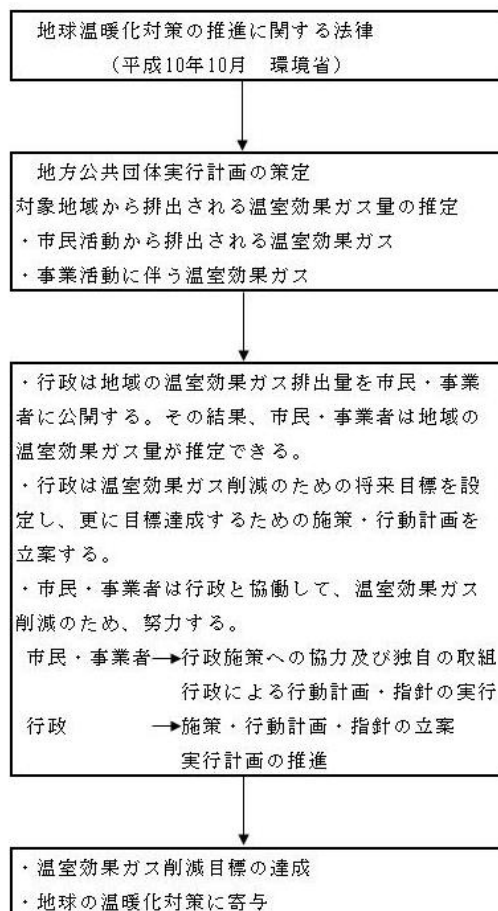 地球温暖化対策の推進に関する法律
(平成10年10月 環境省)
地方公共団体実行計画の策定
対象地域から排出される温室効果ガス量の推定
・市民活動から排出される温室効果ガス
・事業活動に伴う温室効果ガス
・行政は地域の温室効果ガス排出量を市民・事業
者に公開する。その結果、市民・事業者は地域の
温室効果ガス量が推定できる。
・行政は温室効果ガス削減のための将来目標を設
定し、更に目標達成するための施策・行動計画を
立案する。
・市民・事業者は行政と協働して、温室効果ガス
削減のため、努力する。
市民・事業者→行政施策への協力及び独自の取組
行政による行動計画・指針の実行
行政 →施策・行動計画・指針の立案
実行計画の推進
・温室効果ガス削減目標の達成
・地球の温暖化対策に寄与